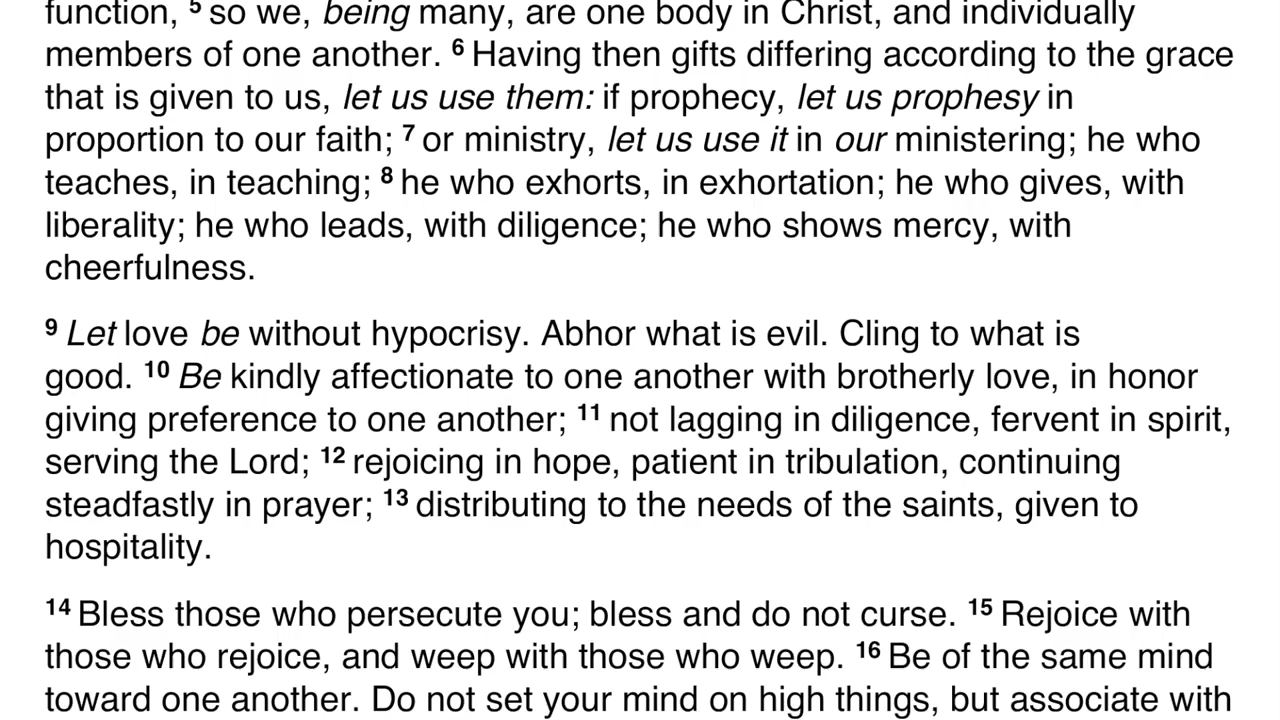 function, 5 so we, being many, are one body in Christ, and individually
members of one another. 6 Having then gifts differing according to the grace
that is given to us, let us use them: if prophecy, let us prophesy in
proportion to our faith; 7 or ministry, let us use it in our ministering; he who
teaches, in teaching; 8 he who exhorts, in exhortation; he who gives, with
liberality; he who leads, with diligence; he who shows mercy, with
cheerfulness.
9 Let love be without hypocrisy. Abhor what is evil. Cling to what is
good. 10 Be kindly affectionate to one another with brotherly love, in honor
giving preference to one another; 11 not lagging in diligence, fervent in spirit,
serving the Lord; 12 rejoicing in hope, patient in tribulation, continuing
steadfastly in prayer; 13 distributing to the needs of the saints, given to
hospitality.
14 Bless those who persecute you; bless and do not curse. 15 Rejoice with
those who rejoice, and weep with those who weep. 16 Be of the same mind
toward one another. Do not set your mind on high things, but associate with